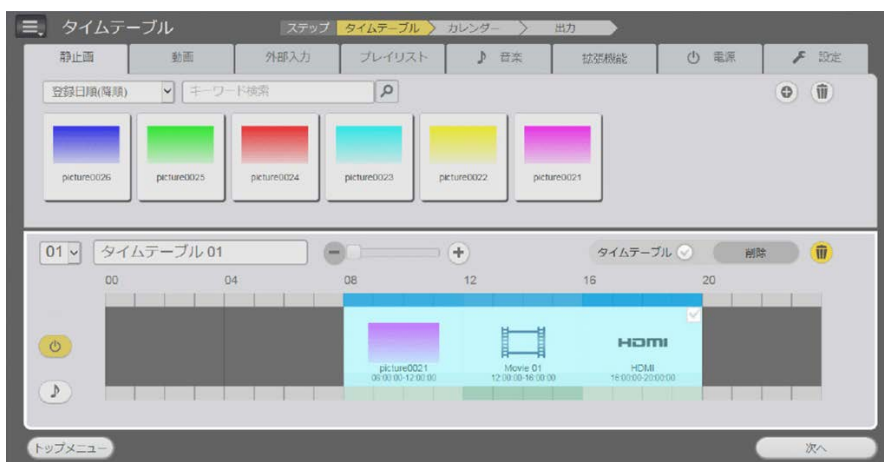 タイムテーブル ステップ タイムテーブル カレンダー 出力
静止画 動画 外部入力 プレイリスト 音楽 拡張機能 電源 設定
登録日順(降順) キーワード検索
picture0026 picture0025 picture0024 picture0023 picture0022 picture0021
01 タイムテーブル 01 タイムテーブル 削除
00 04 08 12 16 20
HDMI
picture0021 Movie 01 HDMI
08:00:00-12:00:00 12:00:00-16:00:00 16:00:00-20:00:00
トップメニュー 次へ